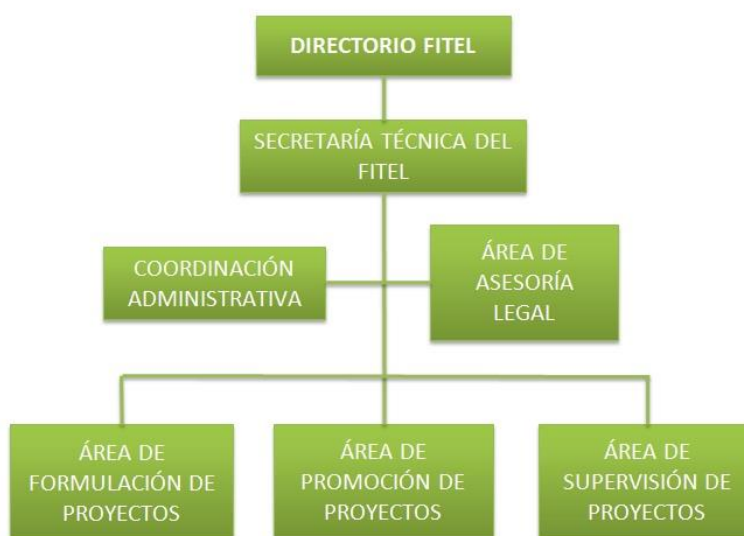 DIRECTORIO FITEL
SECRETARÍA TÉCNICA DEL
FITEL
COORDINACIÓN
ADMINISTRATIVA
ÁREA DE
ASESORÍA
LEGAL
ÁREA DE
FORMULACIÓN DE
PROYECTOS
ÁREA DE
PROMOCIÓN DE
PROYECTOS
ÁREA DE
SUPERVISIÓN DE
PROYECTOS